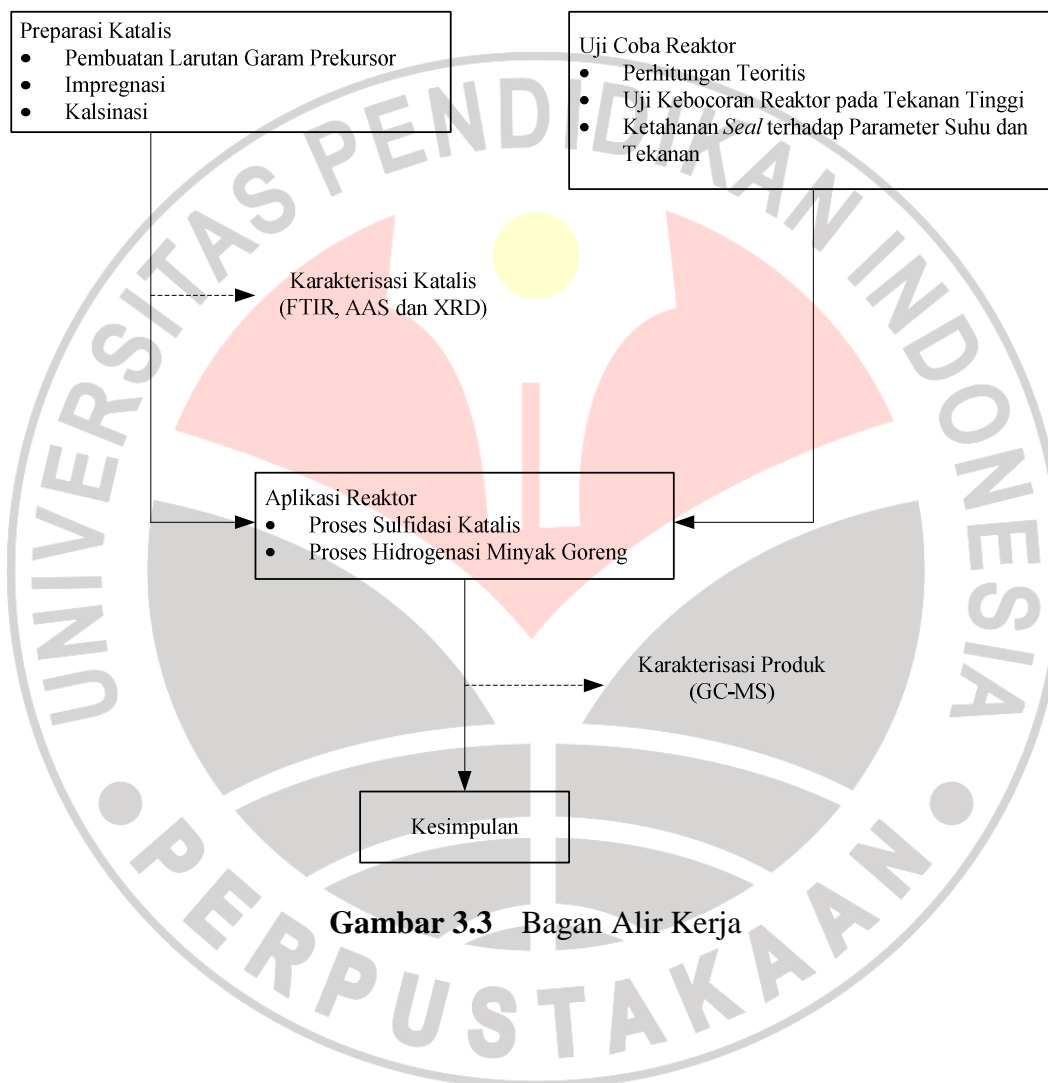 Preparasi Katalis
• Pembuatan Larutan Garam Prekursor
• Impregnasi
• Kalsinasi
Uji Coba Reaktor
• Perhitungan Teoritis
• Uji Kebocoran Reaktor pada Tekanan Tinggi
• Ketahanan Seal terhadap Parameter Suhu dan
Tekanan
Karakterisasi Katalis
(FTIR, AAS dan XRD)
Aplikasi Reaktor
• Proses Sulfidasi Katalis
• Proses Hidrogenasi Minyak Goreng
Karakterisasi Produk
(GC-MS)
Kesimpulan
Gambar 3.3 Bagan Alir Kerja
UNIVERSITAS PENDIDIKAN INDONESIA
PERPUSTAKAAN